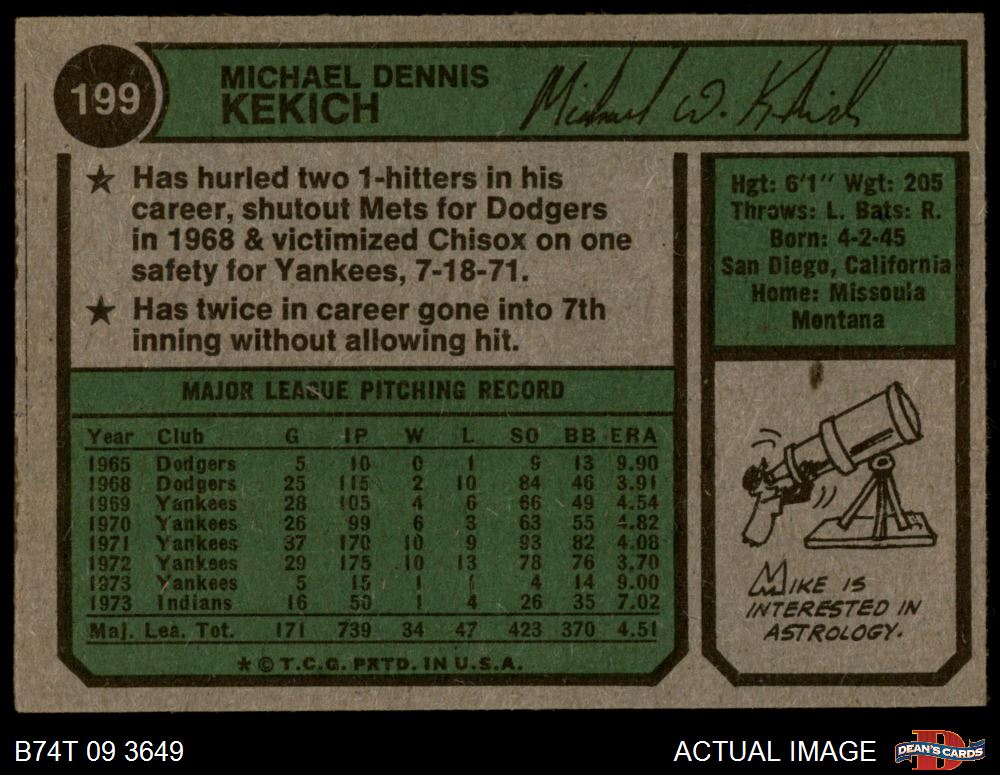 199
MICHAEL DENNIS
KEKICH
Michael D. Kekich
★ Has hurled two 1-hitters in his
career, shutout Mets for Dodgers
in 1968 & victimized Chisox on one
safety for Yankees, 7-18-71.
★ Has twice in career gone into 7th
inning without allowing hit.
Hgt: 6'1" Wgt: 205
Throws: L. Bats: R.
Born: 4-2-45
San Diego, California
Home: Missoula
Montana
MAJOR LEAGUE PITCHING RECORD
Year Club G IP W L SO BB ERA
1965 Dodgers 5 10 0 1 9 13 9.90
1968 Dodgers 25 115 2 10 84 46 3.91
1969 Yankees 28 105 4 6 66 49 4.54
1970 Yankees 26 99 6 3 63 55 4.82
1971 Yankees 37 170 10 9 93 82 4.08
1972 Yankees 29 175 10 13 78 76 3.70
1973 Yankees 5 15 1 1 4 14 9.00
1973 Indians 16 50 1 4 26 35 7.02
Maj. Lea. Tot. 171 739 34 47 423 370 4.51
★ © T.C.G. PRTD. IN U.S.A.
MIKE IS
INTERESTED IN
ASTROLOGY.
B74T 09 3649
ACTUAL IMAGE
D
DEAN'S CARDS